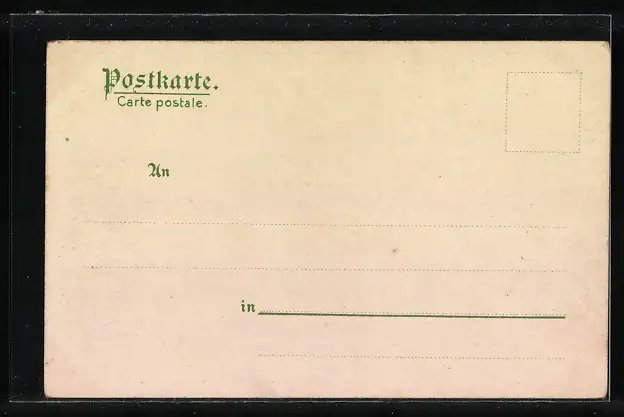 Postkarte.
Carte postale.
An
in